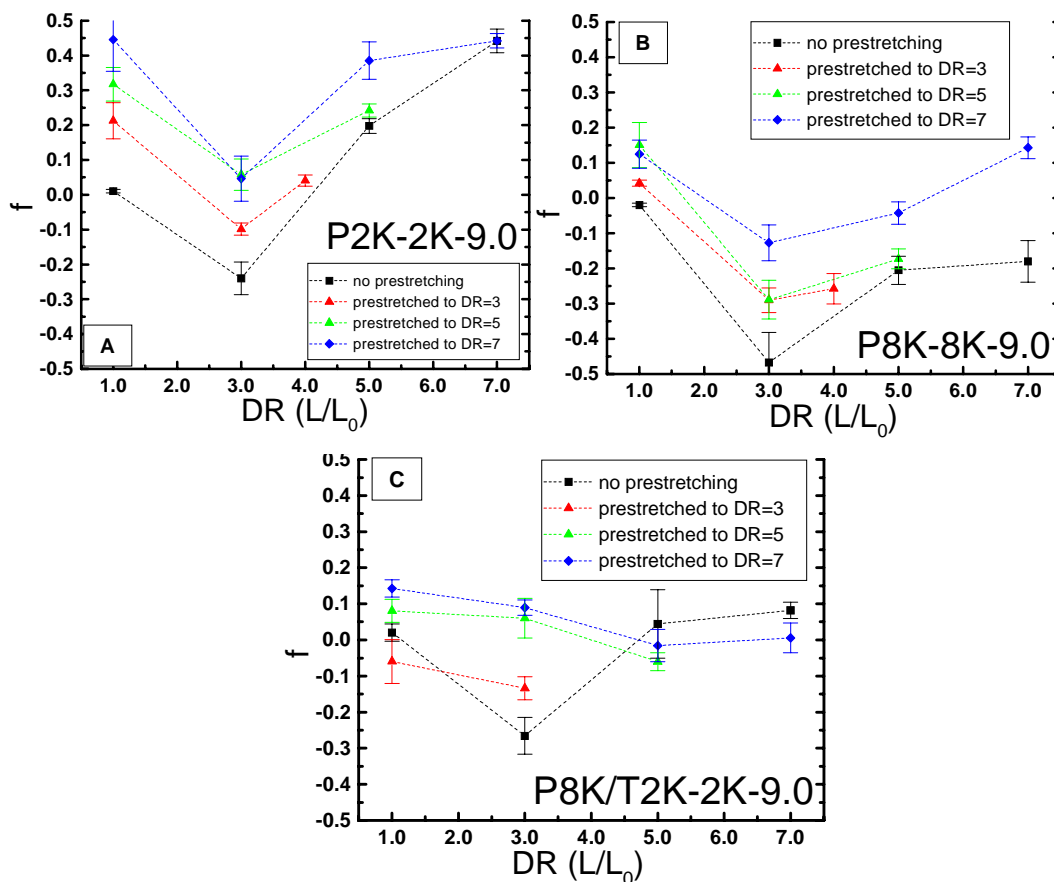 A
0.5
0.4
0.3
0.2
0.1
0.0
-0.1
-0.2
-0.3
-0.4
-0.5
f
P2K-2K-9.0
no prestretching
prestretched to DR=3
prestretched to DR=5
prestretched to DR=7
1.0 2.0 3.0 4.0 5.0 6.0 7.0
DR (L/L0)
B
0.5
0.4
0.3
0.2
0.1
0.0
-0.1
-0.2
-0.3
-0.4
-0.5
f
no prestretching
prestretched to DR=3
prestretched to DR=5
prestretched to DR=7
P8K-8K-9.0
1.0 2.0 3.0 4.0 5.0 6.0 7.0
DR (L/L0)
C
0.5
0.4
0.3
0.2
0.1
0.0
-0.1
-0.2
-0.3
-0.4
-0.5
f
no prestretching
prestretched to DR=3
prestretched to DR=5
prestretched to DR=7
P8K/T2K-2K-9.0
1.0 2.0 3.0 4.0 5.0 6.0 7.0
DR (L/L0)